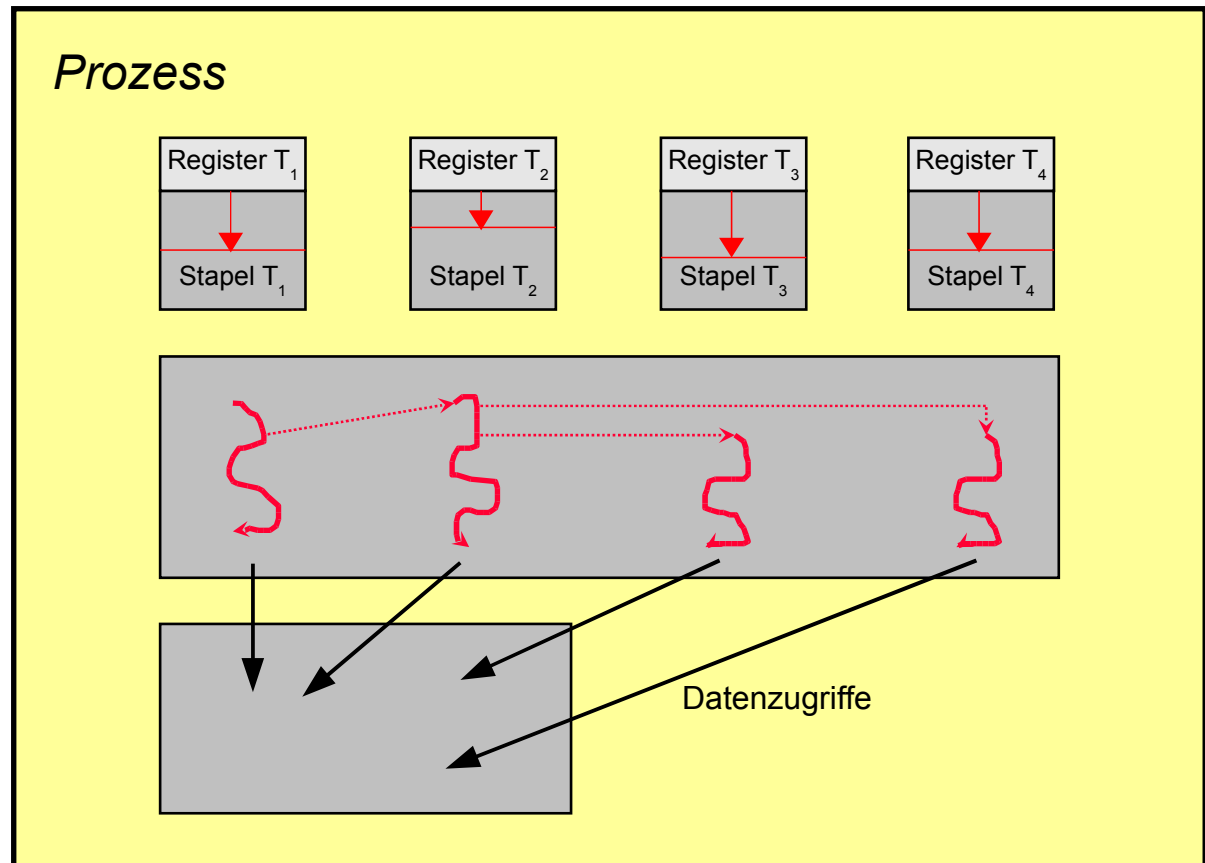 Prozess
Register T₁ Register T₂ Register T₃ Register T₄
Stapel T₁ Stapel T₂ Stapel T₃ Stapel T₄
Datenzugriffe